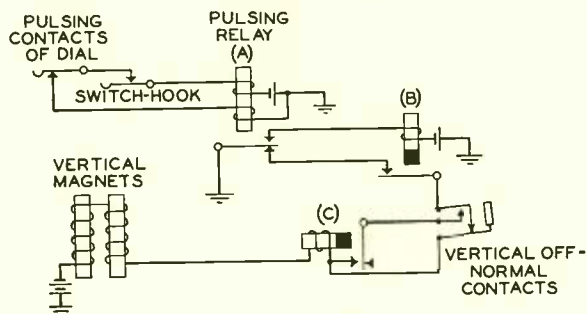 PULSING
CONTACTS
OF DIAL
PULSING
RELAY
(A)
SWITCH-HOOK
(B)
VERTICAL
MAGNETS
(C)
VERTICAL OFF-
NORMAL
CONTACTS